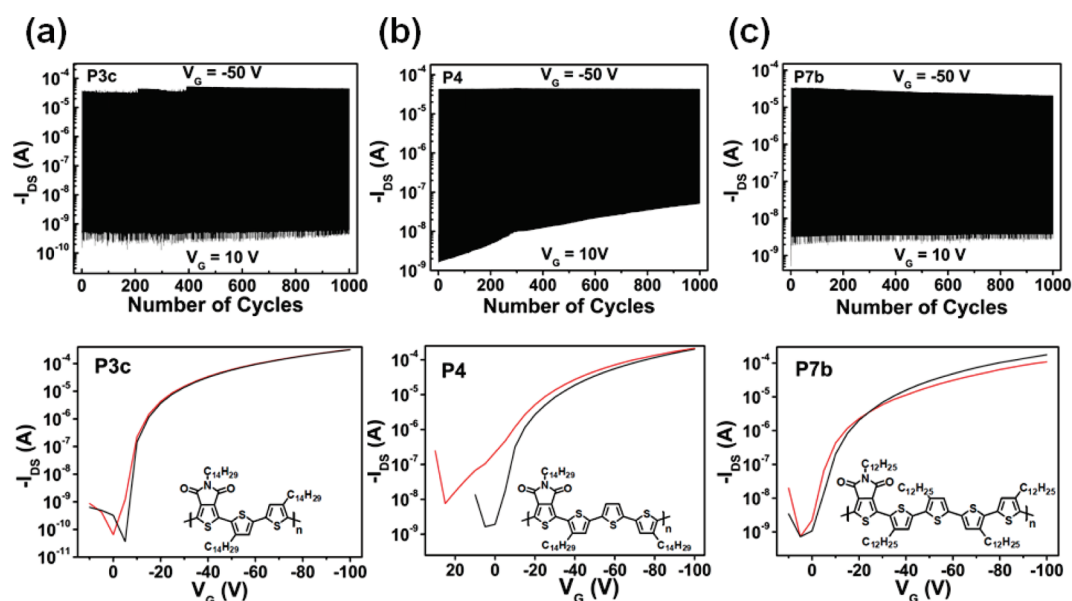 (a)
P3c
V_G = -50 V
V_G = 10 V
-I_DS (A)
10^-4
10^-5
10^-6
10^-7
10^-8
10^-9
10^-10
0 200 400 600 800 1000
Number of Cycles
(b)
P4
V_G = -50 V
V_G = 10V
-I_DS (A)
10^-3
10^-4
10^-5
10^-6
10^-7
10^-8
10^-9
0 200 400 600 800 1000
Number of Cycles
(c)
P7b
V_G = -50 V
V_G = 10 V
-I_DS (A)
10^-4
10^-5
10^-6
10^-7
10^-8
10^-9
0 200 400 600 800 1000
Number of Cycles
P3c
-I_DS (A)
10^-4
10^-5
10^-6
10^-7
10^-8
10^-9
10^-10
10^-11
C14H29
O N O
C14H29
S S S n
C14H29
0 -20 -40 -60 -80 -100
V_G (V)
P4
-I_DS (A)
10^-4
10^-5
10^-6
10^-7
10^-8
10^-9
C14H29
O N O
S S S S n
C14H29 C14H29
20 0 -20 -40 -60 -80 -100
V_G (V)
P7b
-I_DS (A)
10^-4
10^-5
10^-6
10^-7
10^-8
10^-9
C12H25
O N O
C12H25 C12H25
S S S S S n
C12H25 C12H25
0 -20 -40 -60 -80 -100
V_G (V)